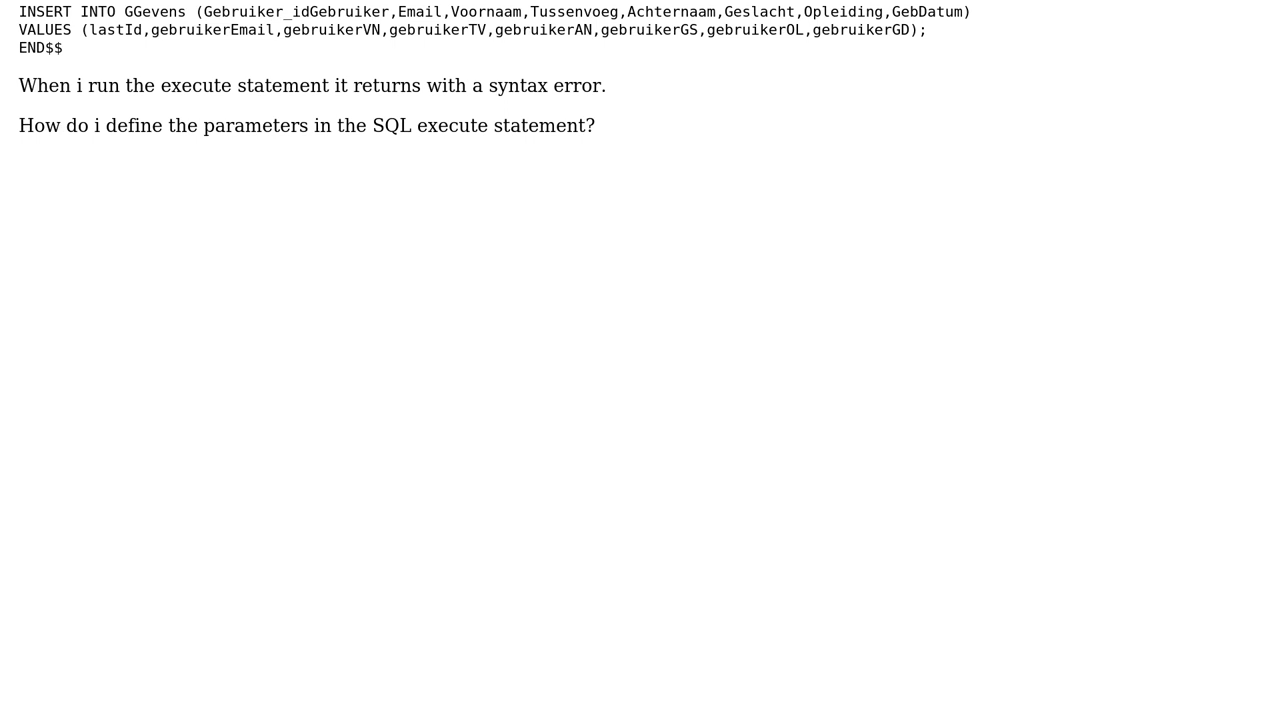 INSERT INTO GGevens (Gebruiker_idGebruiker,Email,Voornaam,Tussenvoeg,Achternaam,Geslacht,Opleiding,GebDatum)
VALUES (lastId,gebruikerEmail,gebruikerVN,gebruikerTV,gebruikerAN,gebruikerGS,gebruikerOL,gebruikerGD);
END$$
When i run the execute statement it returns with a syntax error.
How do i define the parameters in the SQL execute statement?